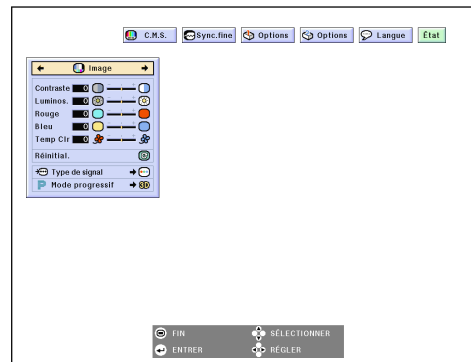 C.M.S. Sync.fine Options Options Langue État
Image
Contraste 0
Luminos. 0
Rouge 0
Bleu 0
Temp Clr 0
Réinitial.
Type de signal
P Mode progressif 3D
FIN SÉLECTIONNER
ENTRER RÉGLER